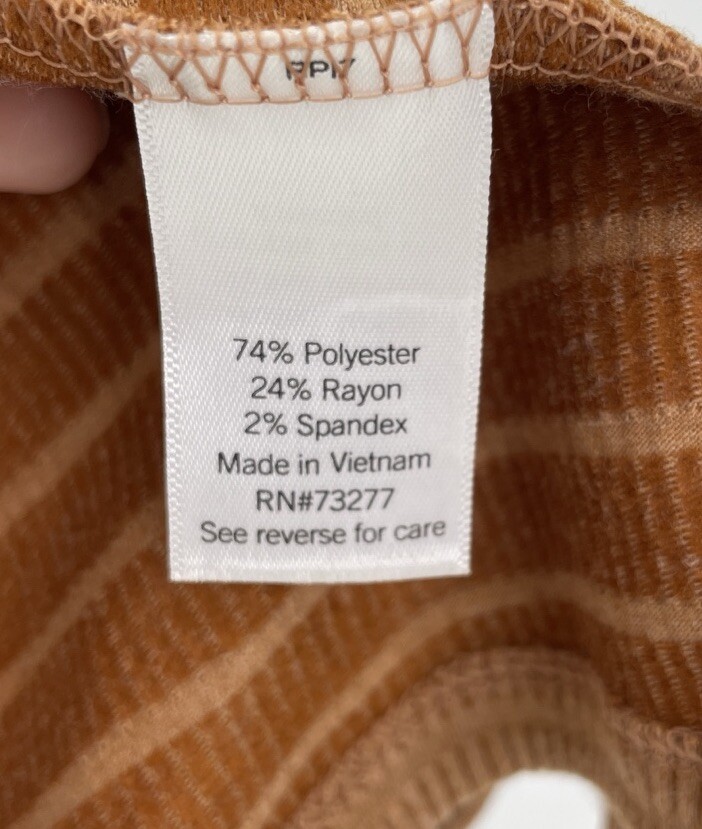 74% Polyester
24% Rayon
2% Spandex
Made in Vietnam
RN#73277
See reverse for care